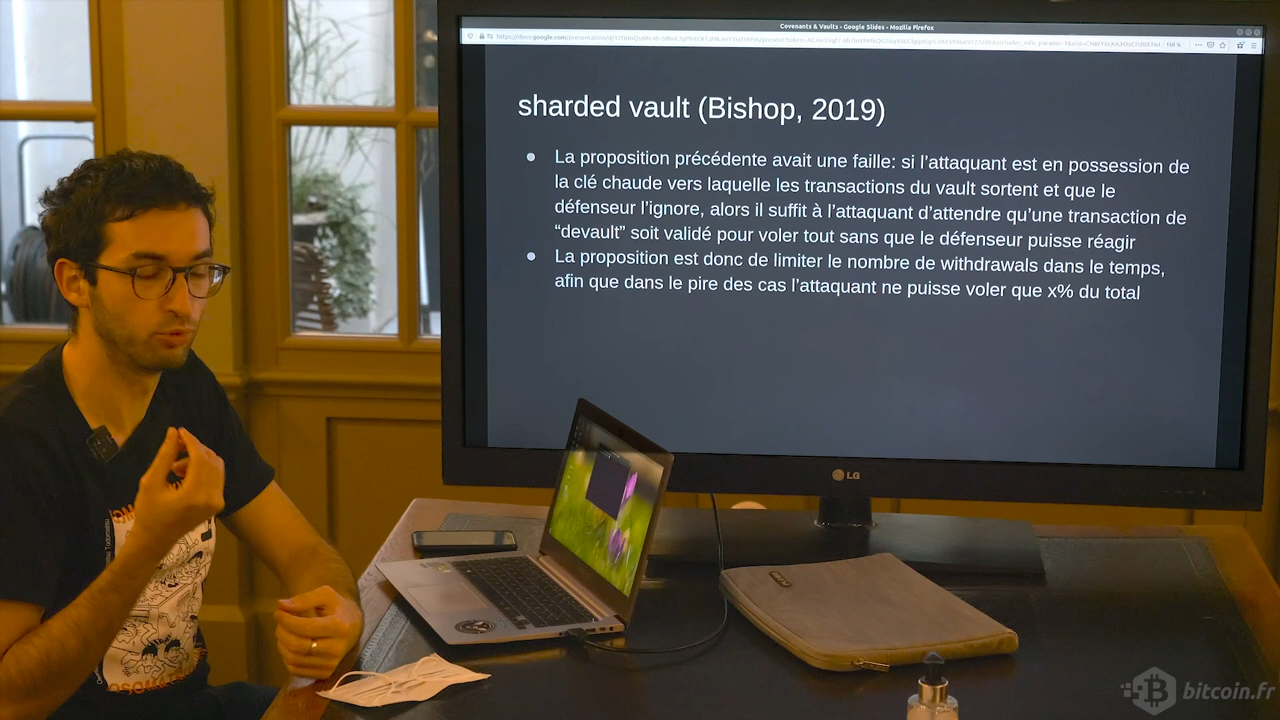 Covenants & Vaults - Google Slides - Mozilla Firefox
sharded vault (Bishop, 2019)
● La proposition précédente avait une faille: si l’attaquant est en possession de
la clé chaude vers laquelle les transactions du vault sortent et que le
défenseur l’ignore, alors il suffit à l’attaquant d’attendre qu’une transaction de
“devault” soit validé pour voler tout sans que le défenseur puisse réagir
● La proposition est donc de limiter le nombre de withdrawals dans le temps,
afin que dans le pire des cas l’attaquant ne puisse voler que x% du total
LG
bitcoin.fr